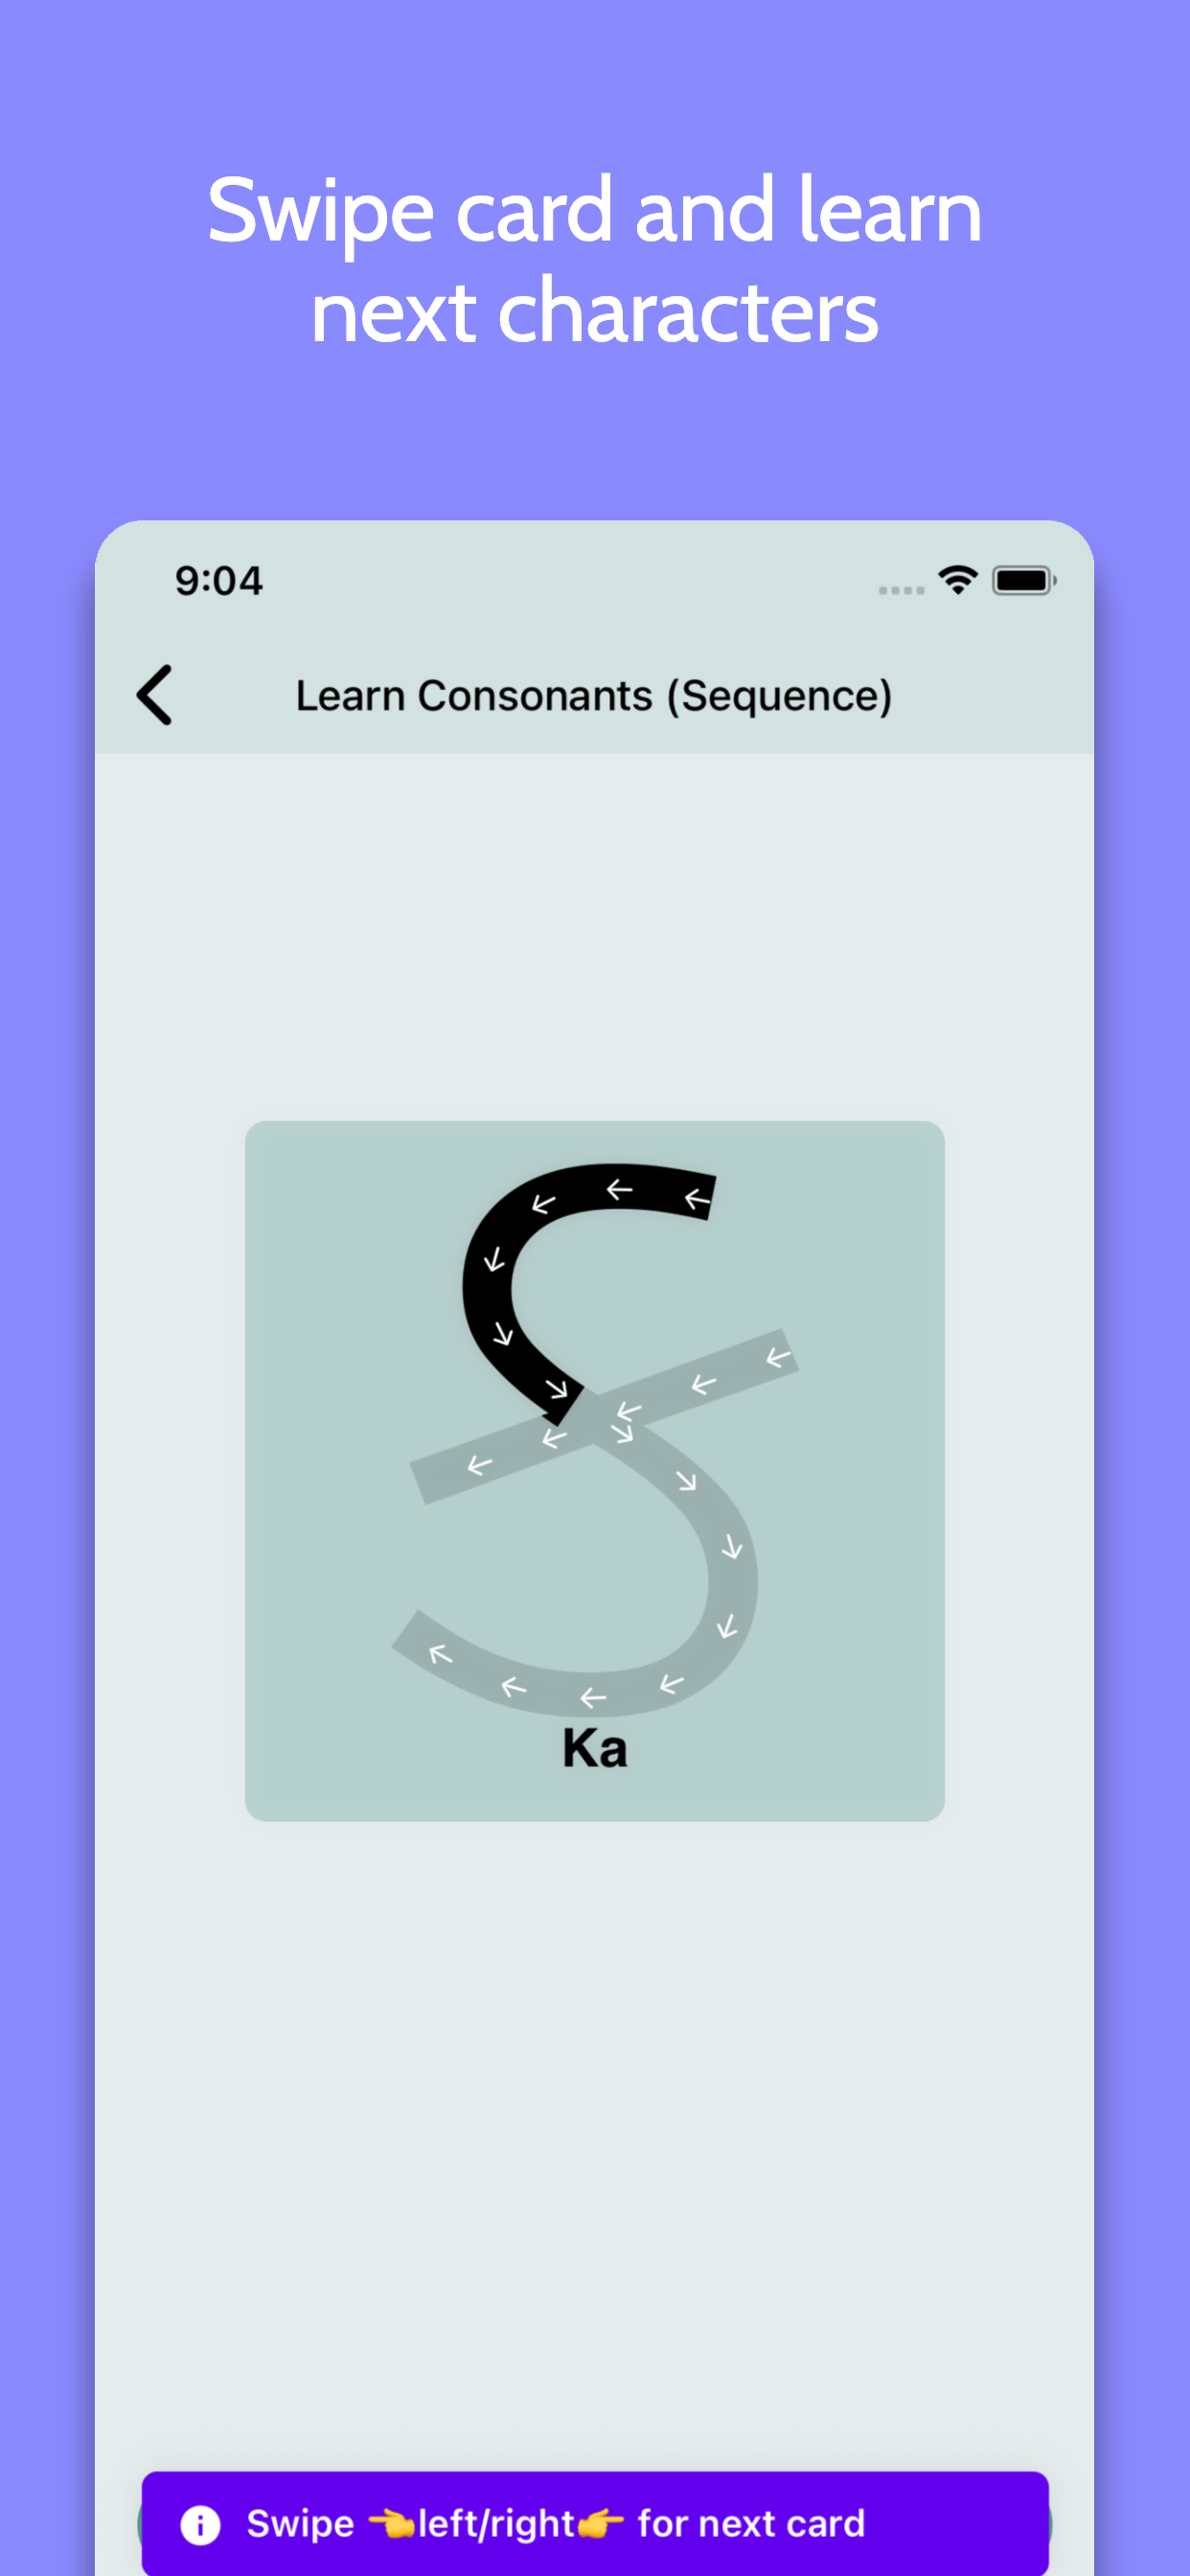 Swipe card and learn
next characters
9:04
Learn Consonants (Sequence)
ક
Ka
Swipe 👈left/right👉 for next card